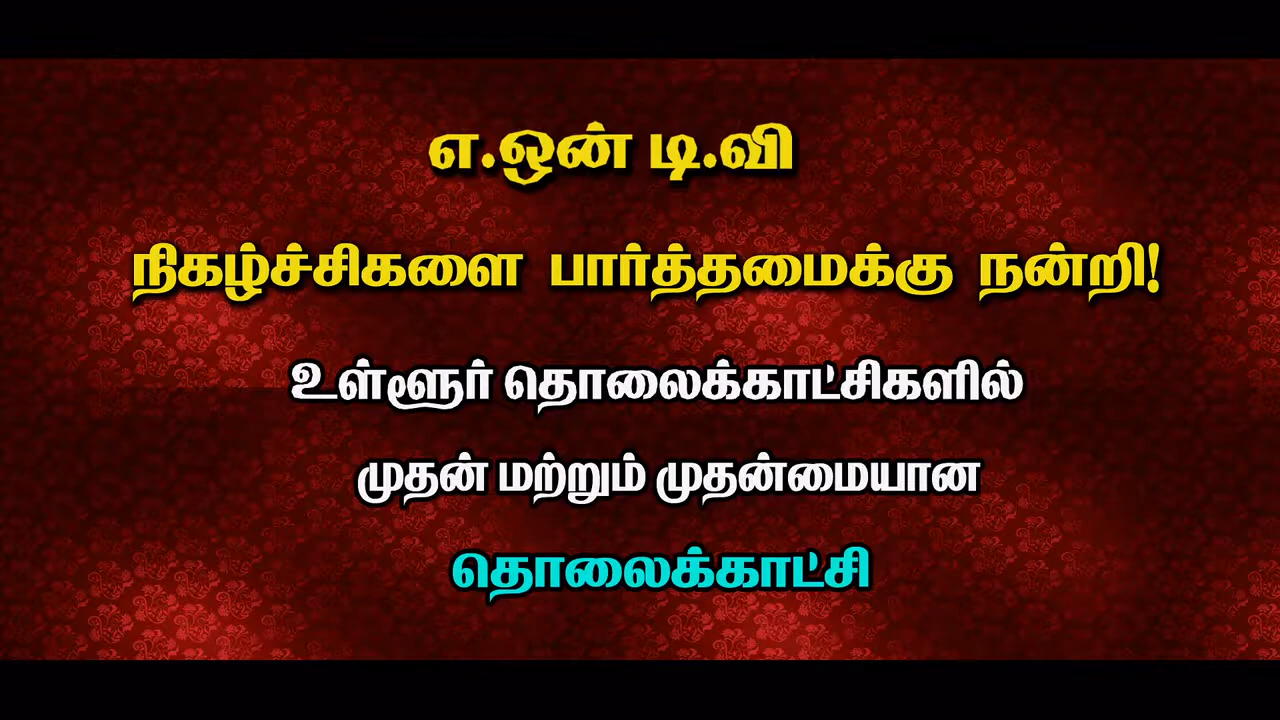 எ.ஒன் டி.வி
நிகழ்ச்சிகளை பார்த்தமைக்கு நன்றி!
உள்ளூர் தொலைக்காட்சிகளில்
முதன் மற்றும் முதன்மையான
தொலைக்காட்சி